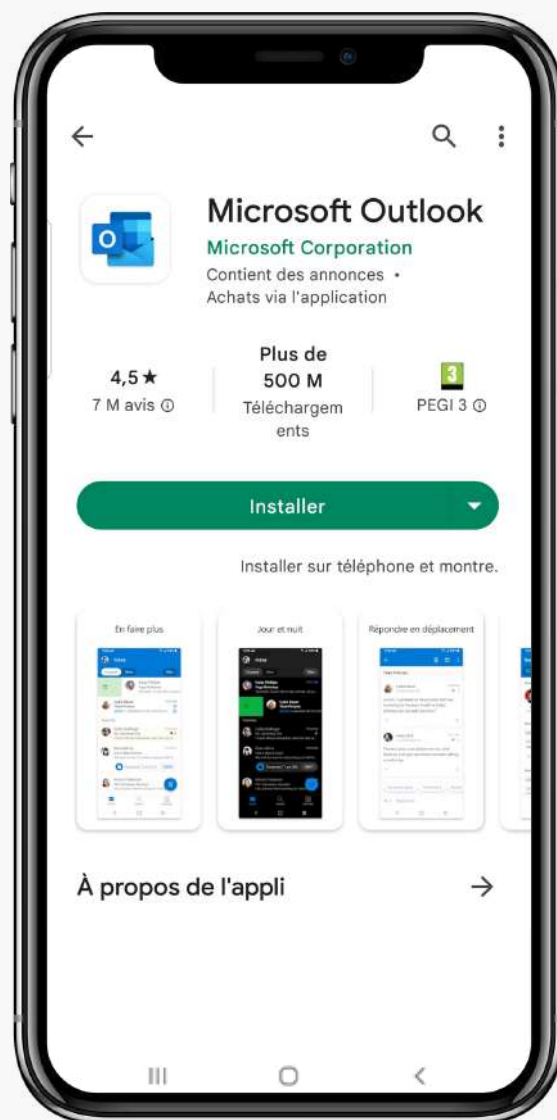 Microsoft Outlook
Microsoft Corporation
Contient des annonces •
Achats via l'application
4,5★
7 M avis
Plus de
500 M
Téléchargem
ents
3
PEGI 3
Installer
Installer sur téléphone et montre.
En faire plus
Jour et nuit
Répondre en déplacement
À propos de l'appli